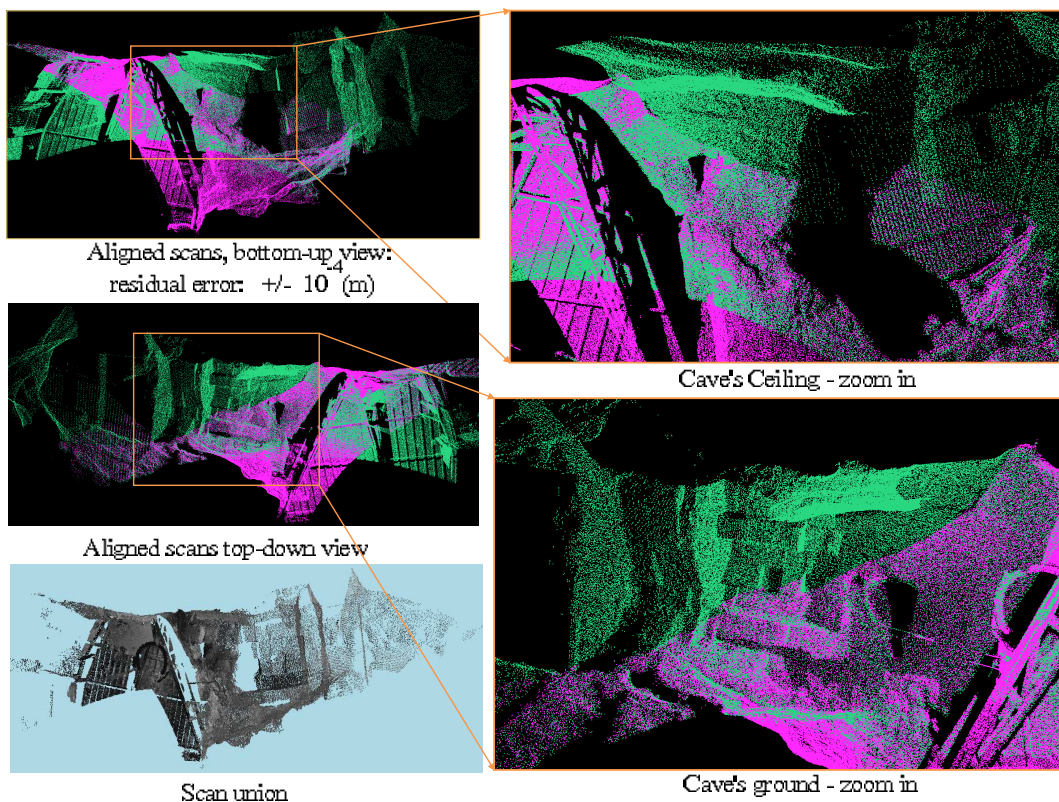 Aligned scans, bottom-up view:
residual error: +/- 10^-4 (m)
Cave's Ceiling - zoom in
Aligned scans top-down view
Cave's ground - zoom in
Scan union